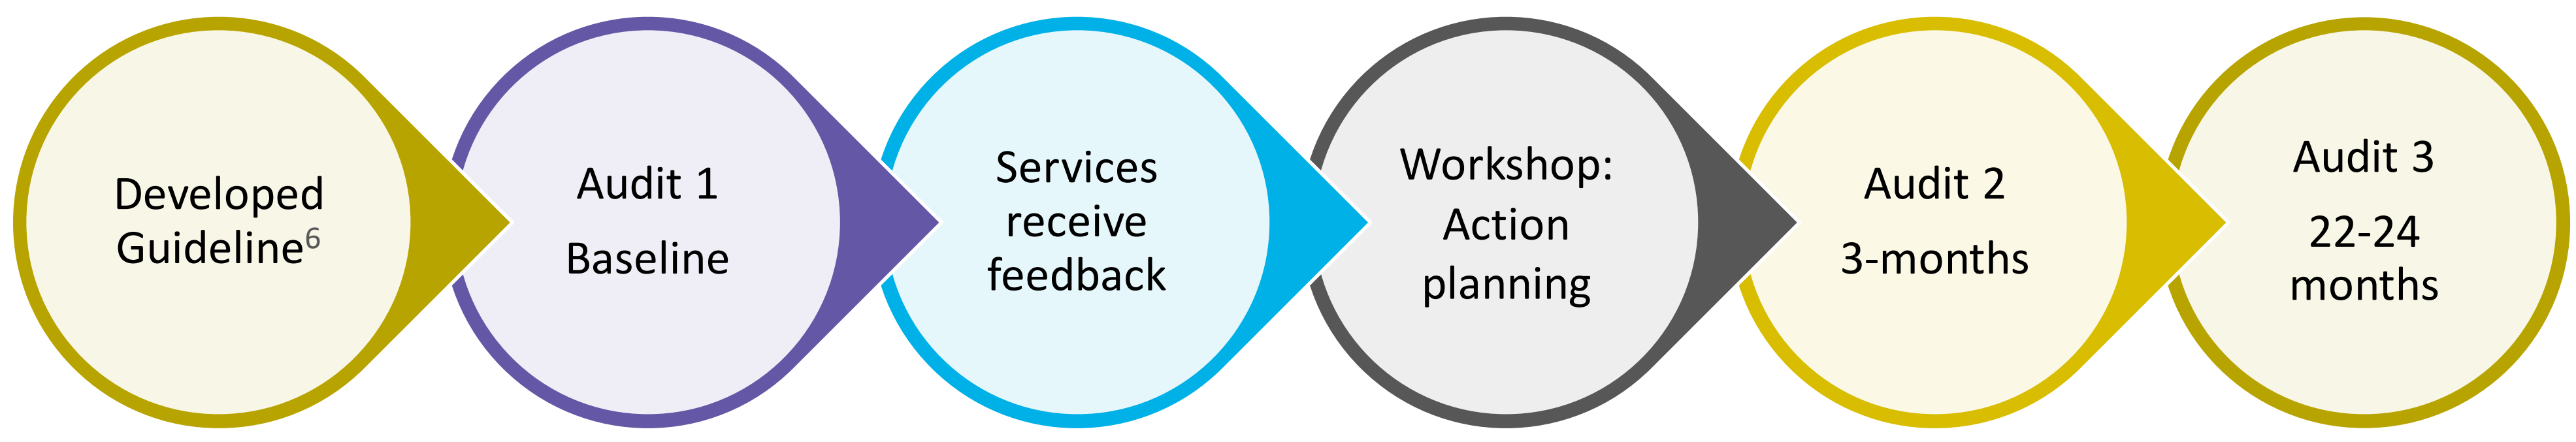 Developed
Guideline6
Audit 1
Baseline
Services
receive
feedback
Workshop:
Action
planning
Audit 2
3-months
Audit 3
22-24
months